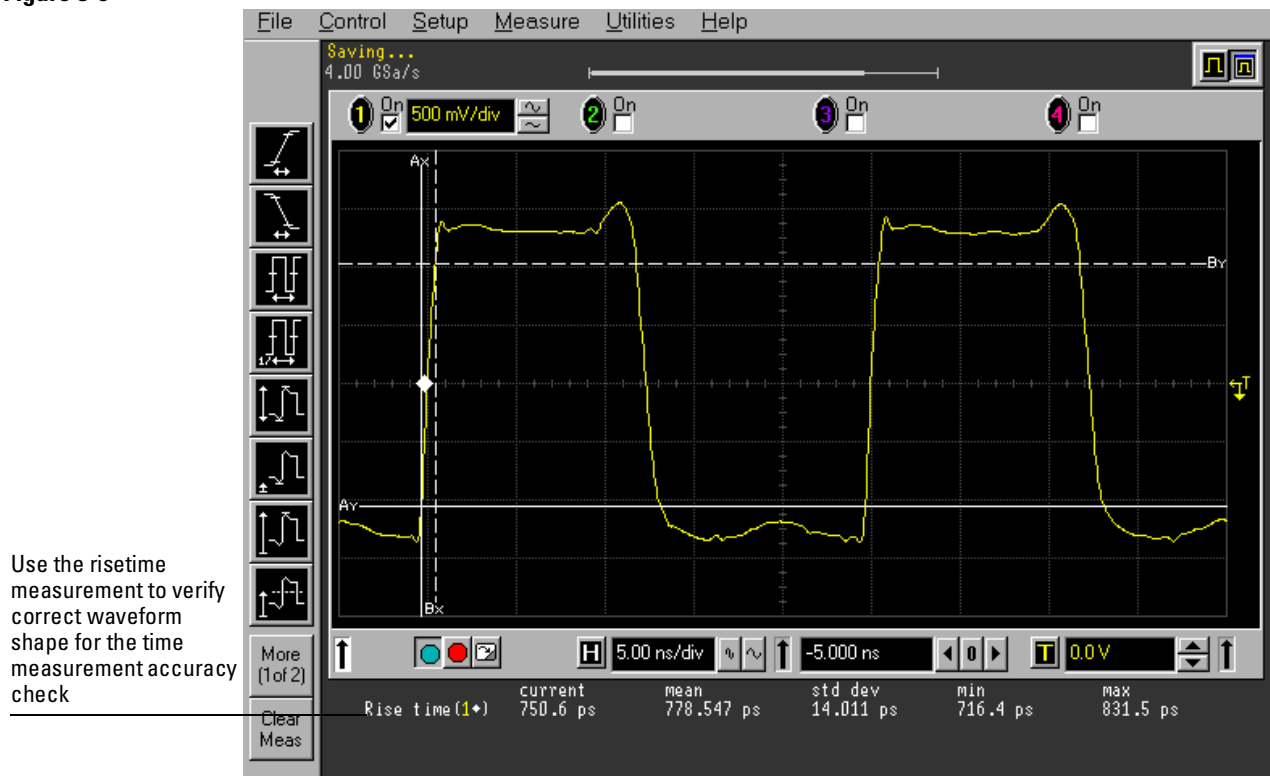 File Control Setup Measure Utilities Help
Saving...
4.00 GSa/s
1 On 500 mV/div 2 On 3 On 4 On
Ax
By
Ay
Bx
1/
T
Use the risetime
measurement to verify
correct waveform
shape for the time
measurement accuracy
check
More
(1of 2)
Clear
Meas
H 5.00 ns/div -5.000 ns 0 T 0.0 V
current mean std dev min max
Rise time(1) 750.6 ps 778.547 ps 14.011 ps 716.4 ps 831.5 ps